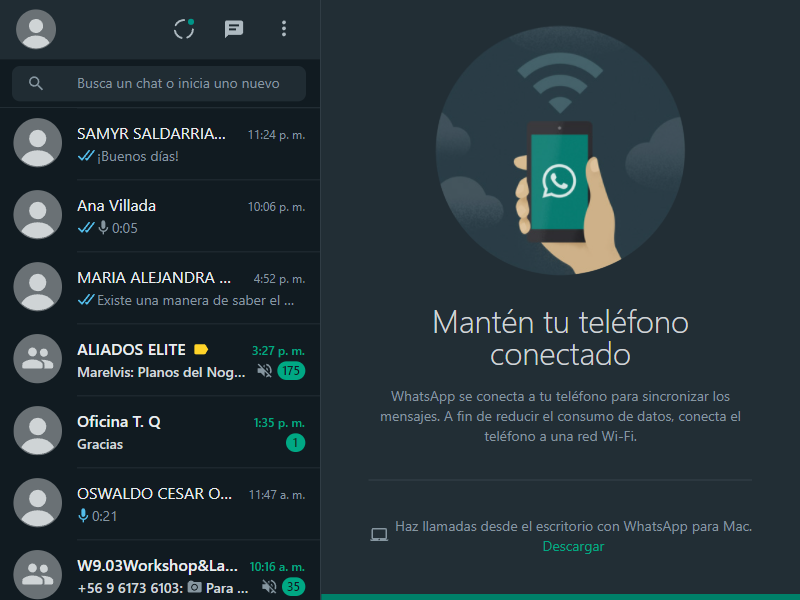 Busca un chat o inicia uno nuevo
SAMYR SALDARRIA... 11:24 p. m.
¡Buenos días!
Ana Villada 10:06 p. m.
0:05
MARIA ALEJANDRA ... 4:52 p. m.
Existe una manera de saber el ...
ALIADOS ELITE 3:27 p. m.
Marelvis: Planos del Nog... 175
Oficina T. Q 1:35 p. m.
Gracias 1
OSWALDO CESAR O... 11:47 a. m.
0:21
W9.03Workshop&La... 10:16 a. m.
+56 9 6173 6103: Para ... 35
Mantén tu teléfono
conectado
WhatsApp se conecta a tu teléfono para sincronizar los
mensajes. A fin de reducir el consumo de datos, conecta el
teléfono a una red Wi-Fi.
Haz llamadas desde el escritorio con WhatsApp para Mac.
Descargar